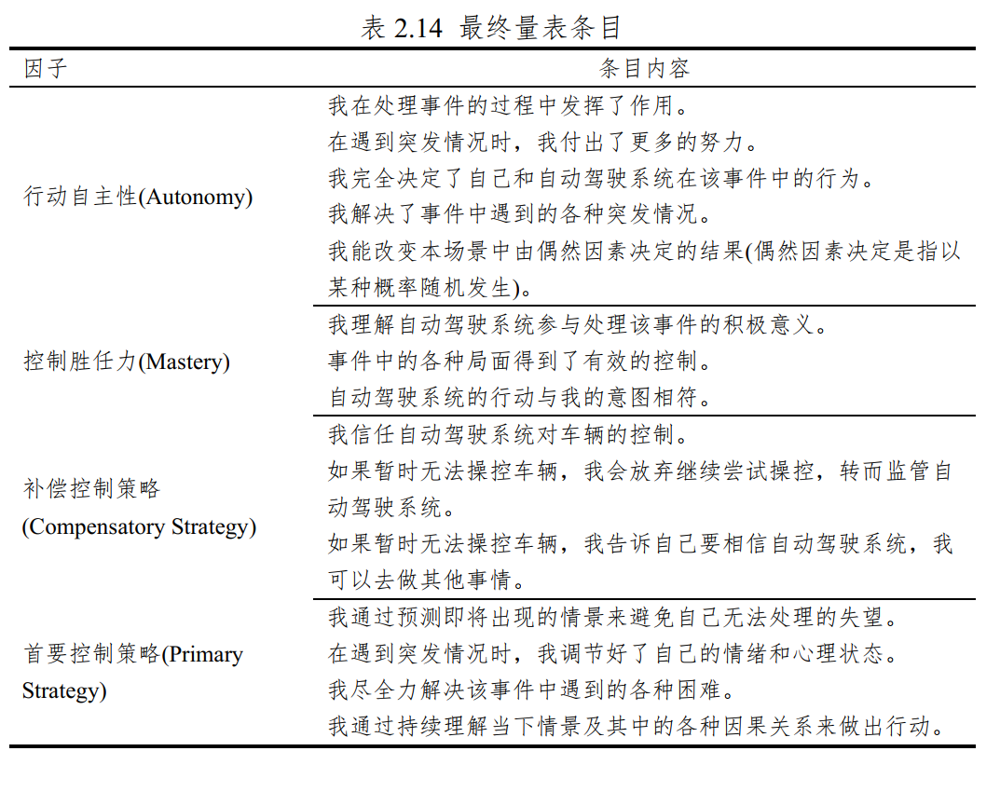 表 2.14 最终量表条目
因子 条目内容
行动自主性(Autonomy)
我在处理事件的过程中发挥了作用。
在遇到突发情况时，我付出了更多的努力。
我完全决定了自己和自动驾驶系统在该事件中的行为。
我解决了事件中遇到的各种突发情况。
我能改变本场景中由偶然因素决定的结果(偶然因素决定是指以
某种概率随机发生)。
控制胜任力(Mastery)
我理解自动驾驶系统参与处理该事件的积极意义。
事件中的各种局面得到了有效的控制。
自动驾驶系统的行动与我的意图相符。
补偿控制策略
(Compensatory Strategy)
我信任自动驾驶系统对车辆的控制。
如果暂时无法操控车辆，我会放弃继续尝试操控，转而监管自
动驾驶系统。
如果暂时无法操控车辆，我告诉自己要相信自动驾驶系统，我
可以去做其他事情。
首要控制策略(Primary
Strategy)
我通过预测即将出现的情景来避免自己无法处理的失望。
在遇到突发情况时，我调节好了自己的情绪和心理状态。
我尽全力解决该事件中遇到的各种困难。
我通过持续理解当下情景及其中的各种因果关系来做出行动。